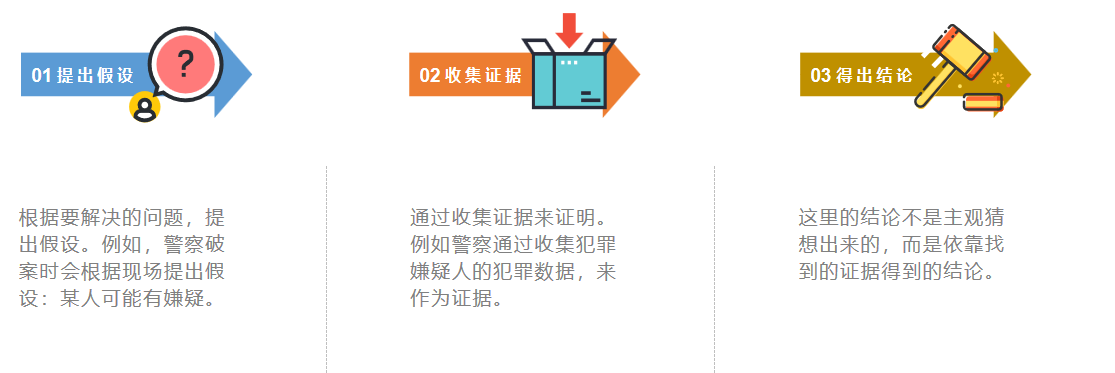 01 提出假设
?
02 收集证据
03 得出结论
根据要解决的问题，提
出假设。例如，警察破
案时会根据现场提出假
设：某人可能有嫌疑。
通过收集证据来证明。
例如警察通过收集犯罪
嫌疑人的犯罪数据，来
作为证据。
这里的结论不是主观猜
想出来的，而是依靠找
到的证据得到的结论。